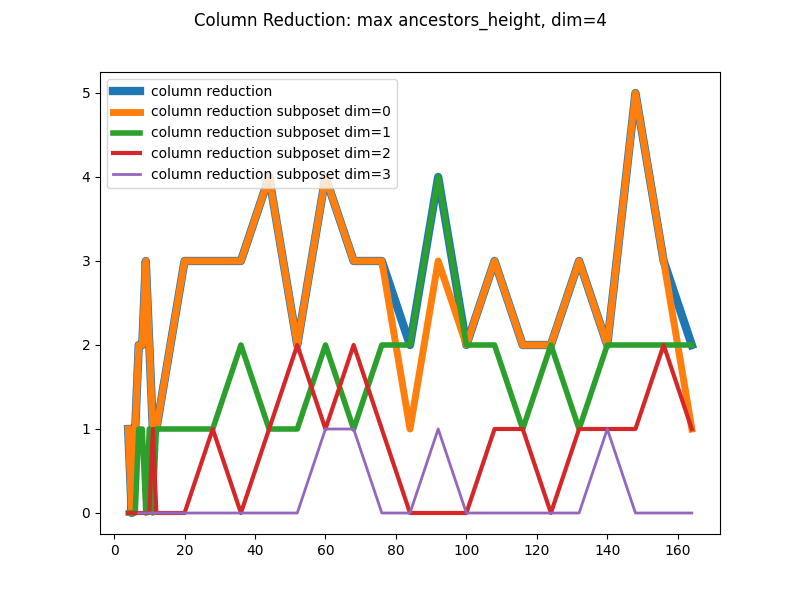 Column Reduction: max ancestors_height, dim=4
column reduction
column reduction subposet dim=0
column reduction subposet dim=1
column reduction subposet dim=2
column reduction subposet dim=3
5
4
3
2
1
0
0 20 40 60 80 100 120 140 160